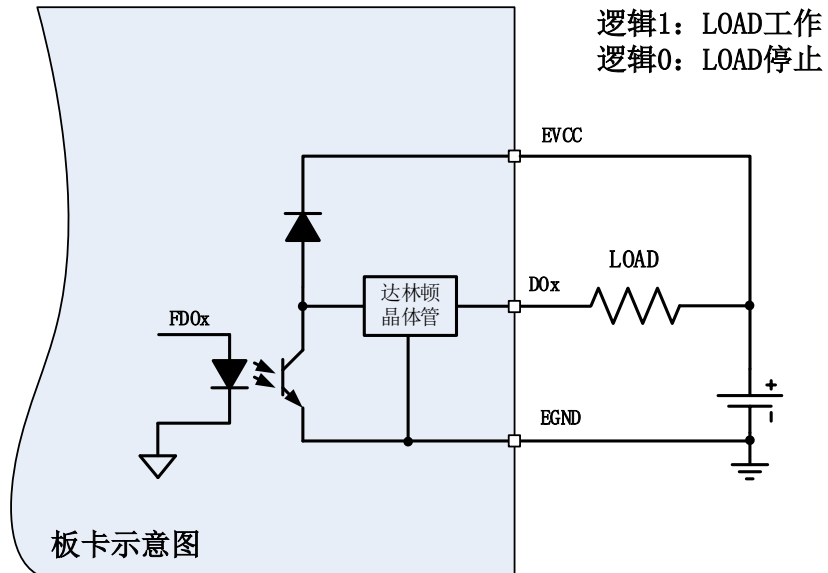 逻辑1：LOAD工作
逻辑0：LOAD停止
EVCC
LOAD
DOx
达林顿
晶体管
FDOx
EGND
板卡示意图